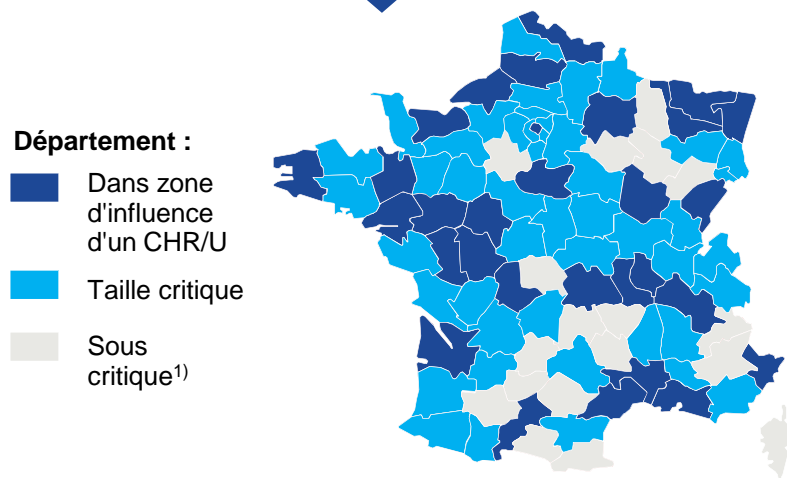 Département :
Dans zone
d'influence
d'un CHR/U
Taille critique
Sous
critique1)